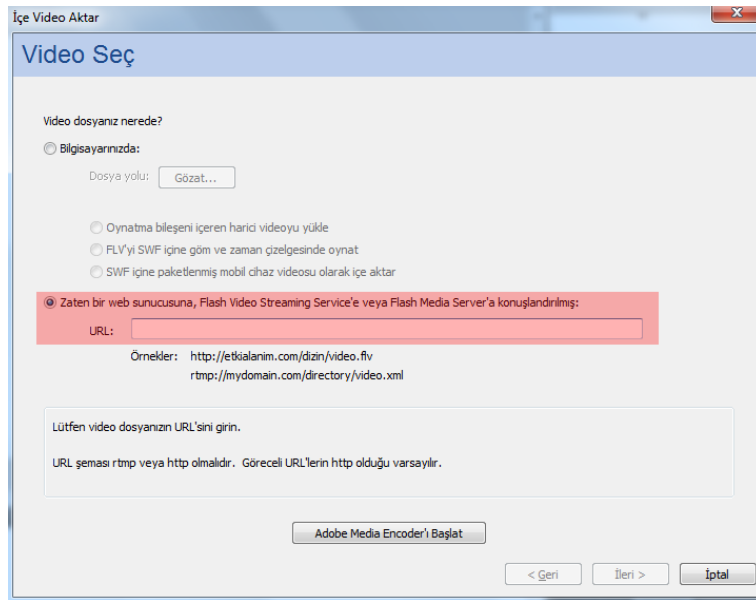 İçe Video Aktar
Video Seç
Video dosyanız nerede?
Bilgisayarınızda:
Dosya yolu: Gözat...
Oynatma bileşeni içeren harici videoyu yükle
FLV'yi SWF içine göm ve zaman çizelgesinde oynat
SWF içine paketlenmiş mobil cihaz videosu olarak içe aktar
Zaten bir web sunucusuna, Flash Video Streaming Service'e veya Flash Media Server'a konuşlandırılmış:
URL:
Örnekler: http://etkialanim.com/dizin/video.flv
rtmp://mydomain.com/directory/video.xml
Lütfen video dosyanızın URL'sini girin.
URL şeması rtmp veya http olmalıdır. Göreceli URL'lerin http olduğu varsayılır.
Adobe Media Encoder'ı Başlat
< Geri İleri > İptal